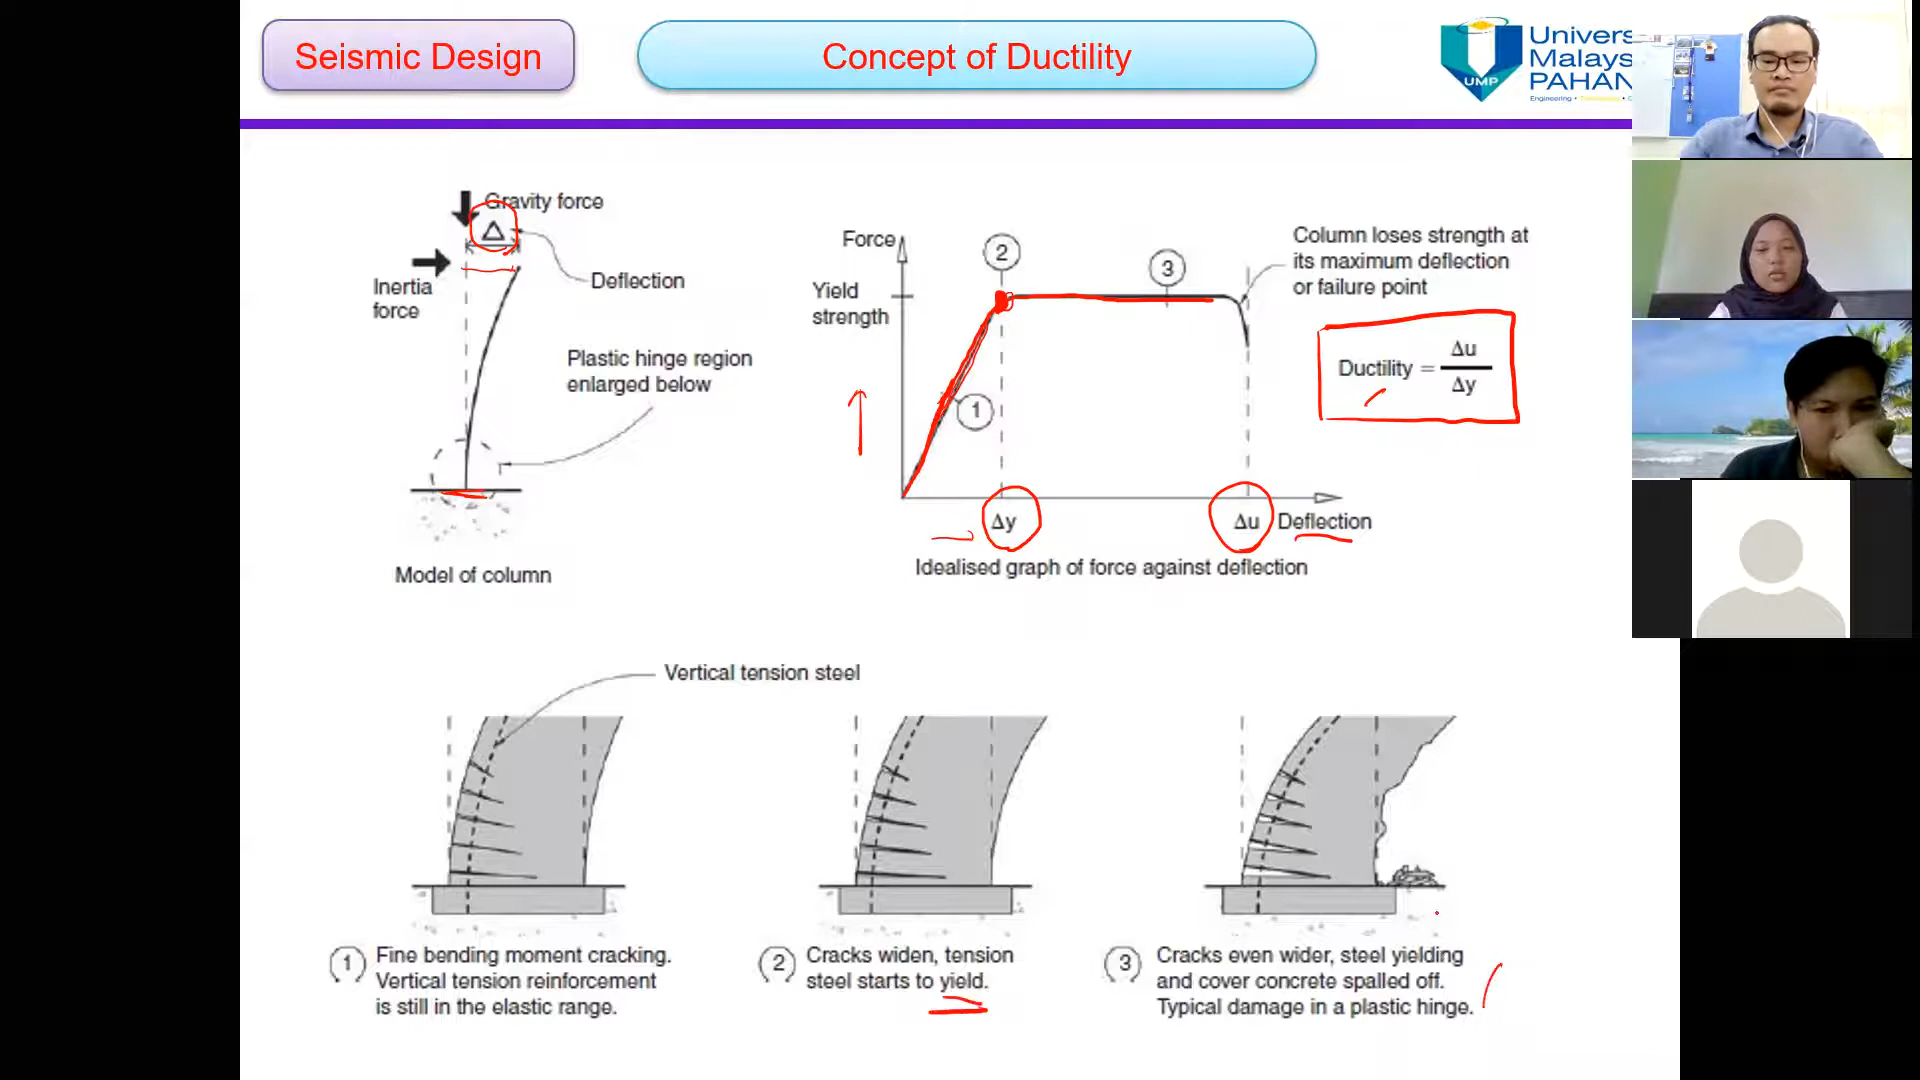 Seismic Design
Concept of Ductility
Univers
Malays
PAHAN
UMP
Gravity force
Δ
Deflection
Inertia
force
Plastic hinge region
enlarged below
Model of column
Force
Yield
strength
1
2
3
Column loses strength at
its maximum deflection
or failure point
Ductility = Δu
Δy
Δy
Δu
Deflection
Idealised graph of force against deflection
Vertical tension steel
1 Fine bending moment cracking.
Vertical tension reinforcement
is still in the elastic range.
2 Cracks widen, tension
steel starts to yield.
3 Cracks even wider, steel yielding
and cover concrete spalled off.
Typical damage in a plastic hinge.